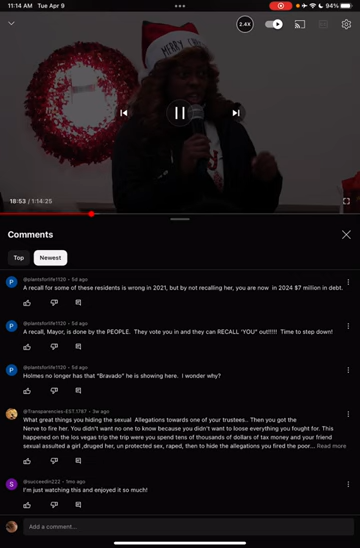 11:14 AM Tue Apr 9
94%
2.4X
MERRY
18:53 / 1:14:25
Comments
Top Newest
@plantsforlife1120 • 5d ago
A recall for some of these residents is wrong in 2021, but by not recalling her, you are now in 2024 $7 million in debt.
@plantsforlife1120 • 5d ago
A recall, Mayor, is done by the PEOPLE. They vote you in and they can RECALL 'YOU" out!!!!! Time to step down!
@plantsforlife1120 • 5d ago
Holmes no longer has that "Bravado" he is showing here. I wonder why?
@Transparencies-EST.1767 • 3w ago
What great things you hiding the sexual Allegations towards one of your trustees.. Then you got the
Nerve to fire her. You didn't want no one to know because you didn't want to loose everything you fought for. This
happened on the los vegas trip the trip were you spend tens of thousands of dollars of tax money and your friend
sexual assulted a girl ,druged her, un protected sex, raped, then to hide the allegations you fired the poor... Read more
@succeedin222 • 1mo ago
I'm just watching this and enjoyed it so much!
Add a comment...